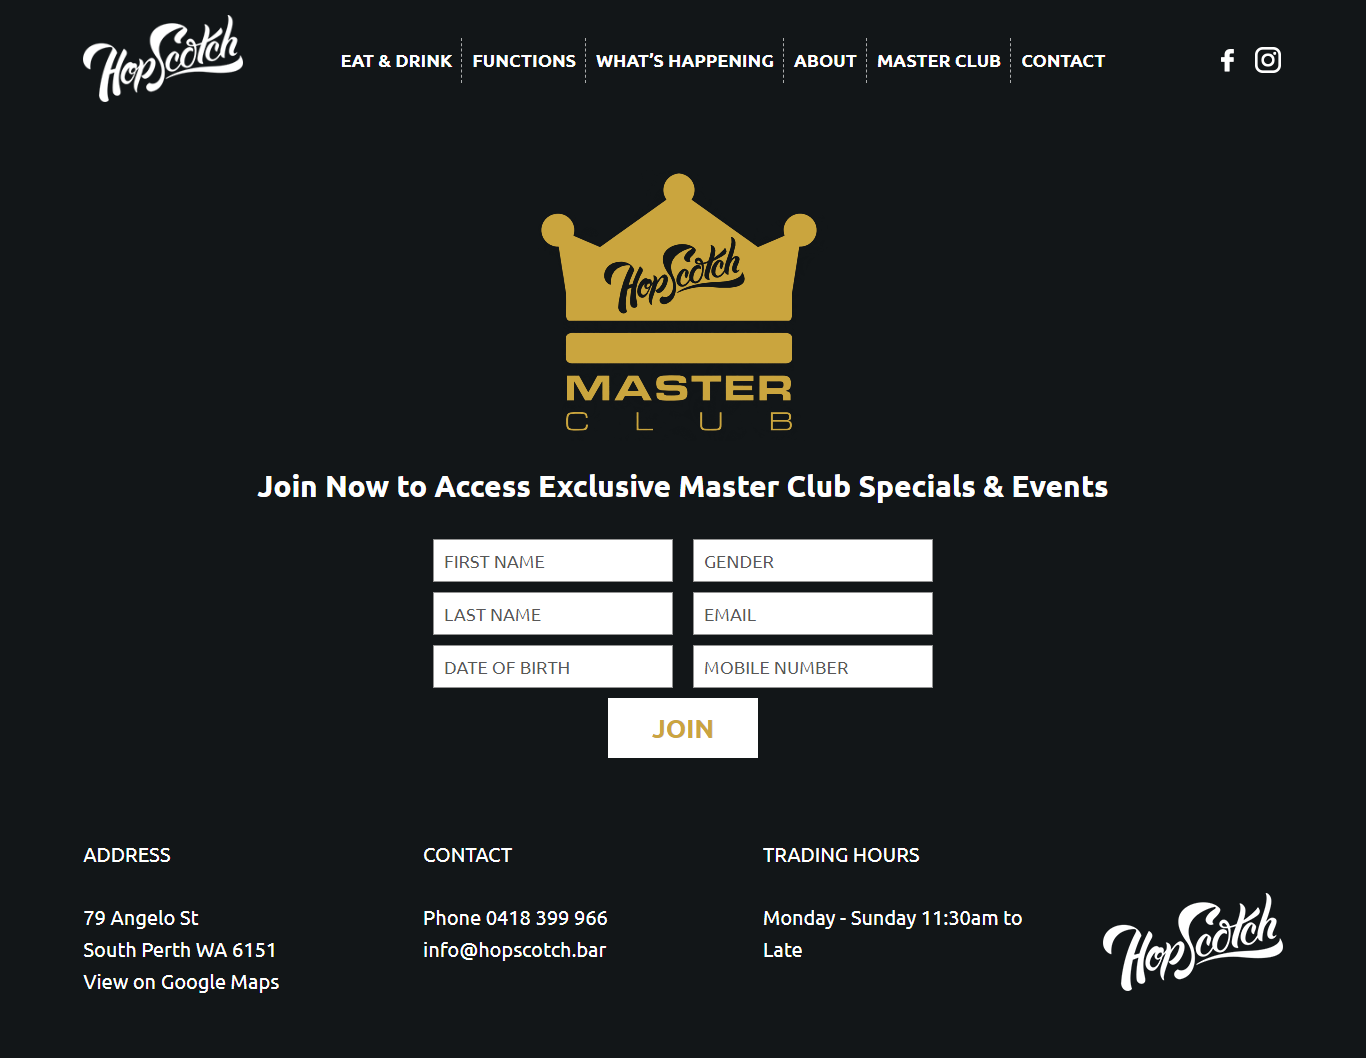 HopScotch
EAT & DRINK
FUNCTIONS
WHAT’S HAPPENING
ABOUT
MASTER CLUB
CONTACT
HopScotch
MASTER
CLUB
Join Now to Access Exclusive Master Club Specials & Events
FIRST NAME
GENDER
LAST NAME
EMAIL
DATE OF BIRTH
MOBILE NUMBER
JOIN
ADDRESS
79 Angelo St
South Perth WA 6151
View on Google Maps
CONTACT
Phone 0418 399 966
info@hopscotch.bar
TRADING HOURS
Monday - Sunday 11:30am to
Late
HopScotch